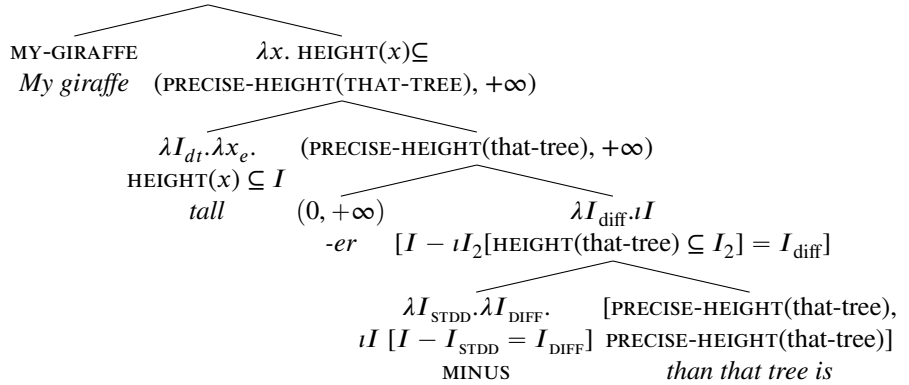 MY-GIRAFFE λx. HEIGHT(x)⊆
My giraffe (PRECISE-HEIGHT(THAT-TREE), +∞)
λI_dt.λx_e. (PRECISE-HEIGHT(that-tree), +∞)
HEIGHT(x) ⊆ I
tall (0, +∞) λI_diff.ιI
-er [I − ιI_2[HEIGHT(that-tree) ⊆ I_2] = I_diff]
λI_STDD.λI_DIFF. [PRECISE-HEIGHT(that-tree),
ιI [I − I_STDD = I_DIFF] PRECISE-HEIGHT(that-tree)]
MINUS than that tree is